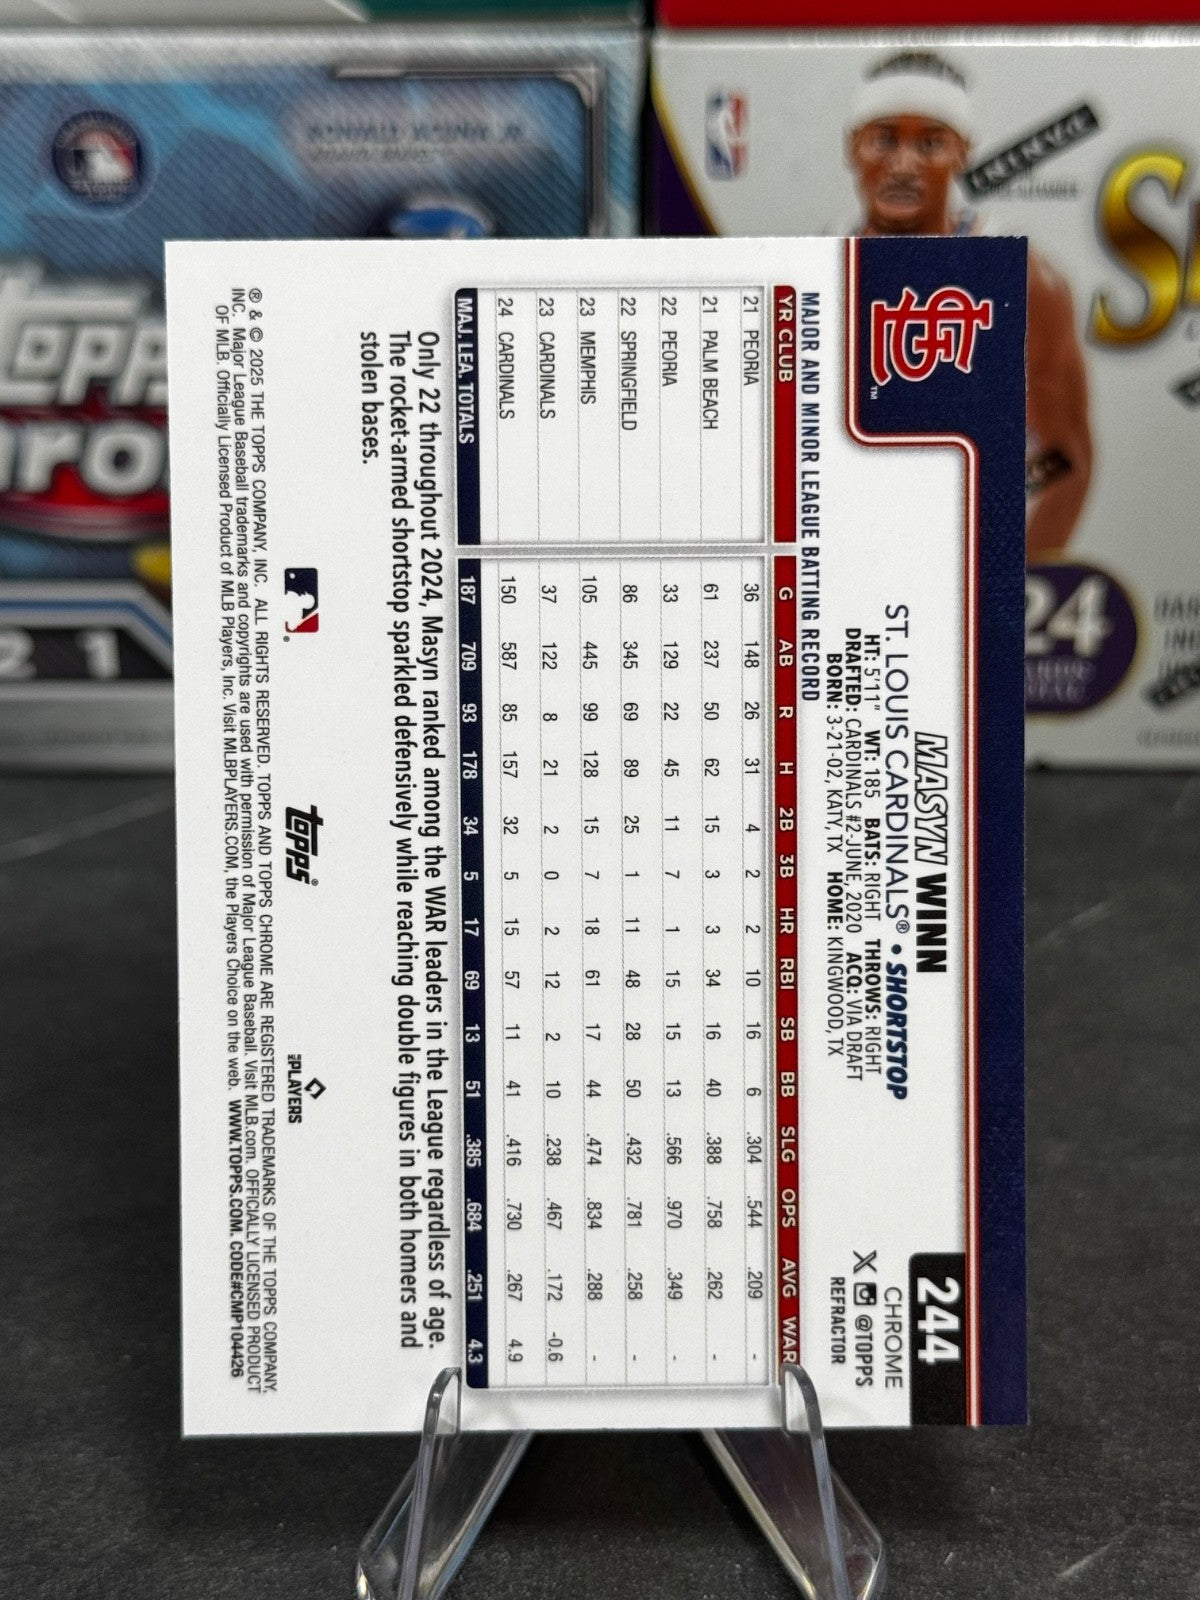 MASYN WINN
ST. LOUIS CARDINALS® • SHORTSTOP
HT: 5'11" WT: 185 BATS: RIGHT THROWS: RIGHT
DRAFTED: CARDINALS #2-JUNE, 2020 ACQ: VIA DRAFT
BORN: 3-21-02, KATY, TX HOME: KINGWOOD, TX
244
CHROME
@TOPPS
REFRACTOR
STL ™
MAJOR AND MINOR LEAGUE BATTING RECORD
YR CLUB G AB R H 2B 3B HR RBI SB BB SLG OPS AVG WAR
21 PEORIA 36 148 26 31 4 2 2 10 16 6 .304 .544 .209 -
21 PALM BEACH 61 237 50 62 15 3 3 34 16 40 .388 .758 .262 -
22 PEORIA 33 129 22 45 11 7 1 15 15 13 .566 .970 .349 -
22 SPRINGFIELD 86 345 69 89 25 1 11 48 28 50 .432 .781 .258 -
23 MEMPHIS 105 445 99 128 15 7 18 61 17 44 .474 .834 .288 -
23 CARDINALS 37 122 8 21 2 0 2 12 2 10 .238 .467 .172 -0.6
24 CARDINALS 150 587 85 157 32 5 15 57 11 41 .416 .730 .267 4.9
MAJ. LEA. TOTALS 187 709 93 178 34 5 17 69 13 51 .385 .684 .251 4.3
Only 22 throughout 2024, Masyn ranked among the WAR leaders in the League regardless of age.
The rocket-armed shortstop sparkled defensively while reaching double figures in both homers and
stolen bases.
® topps ® PLAYERS
® & © 2025 THE TOPPS COMPANY, INC. ALL RIGHTS RESERVED. TOPPS AND TOPPS CHROME ARE REGISTERED TRADEMARKS OF THE TOPPS COMPANY,
INC. Major League Baseball trademarks and copyrights are used with permission of Major League Baseball. Visit MLB.com. OFFICIALLY LICENSED PRODUCT
OF MLB. Officially Licensed Product of MLB Players, Inc. Visit MLBPLAYERS.COM, the Players Choice on the web. WWW.TOPPS.COM. CODE#CMP104426
RONALD ACUNA JR.
Topps
21
24